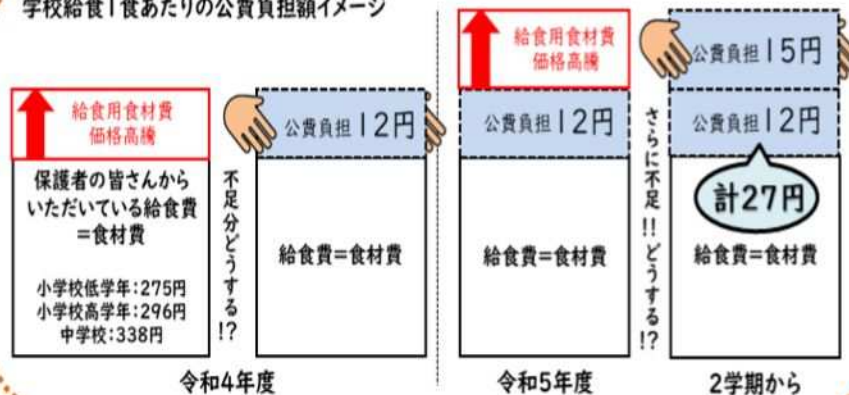 学校給食1食あたりの公費負担額イメージ
給食用食材費
価格高騰
保護者の皆さんから
いただいている給食費
=食材費
小学校低学年:275円
小学校高学年:296円
中学校:338円
不足分どうする!?
公費負担12円
給食費=食材費
令和4年度
給食用食材費
価格高騰
公費負担12円
給食費=食材費
令和5年度
さらに不足!!どうする!?
公費負担15円
公費負担12円
計27円
給食費=食材費
2学期から